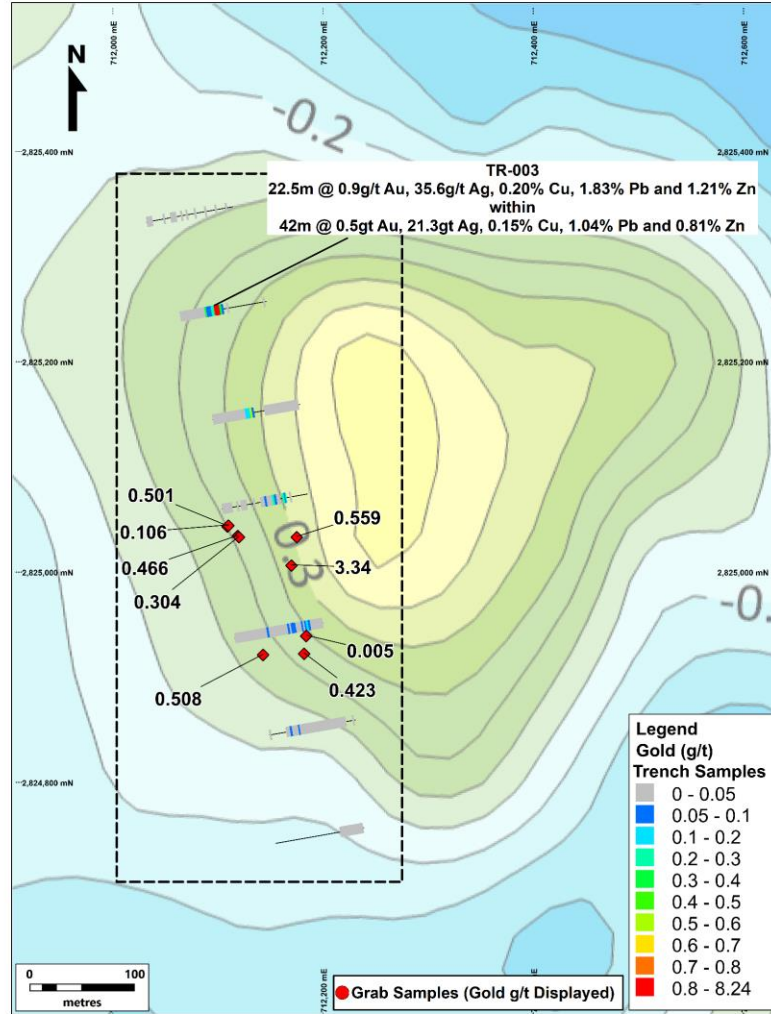 712,000 mE
712,200 mE
712,400 mE
712,600 mE
N
-0.2
2,825,400 mN
2,825,400 mN
TR-003
22.5m @ 0.9g/t Au, 35.6g/t Ag, 0.20% Cu, 1.83% Pb and 1.21% Zn
within
42m @ 0.5gt Au, 21.3gt Ag, 0.15% Cu, 1.04% Pb and 0.81% Zn
2,825,200 mN
2,825,200 mN
0.501
0.106
0.466
0.304
0.559
0.3
3.34
2,825,000 mN
2,825,000 mN
0.005
0.508
0.423
2,824,800 mN
Legend
Gold (g/t)
Trench Samples
0 - 0.05
0.05 - 0.1
0.1 - 0.2
0.2 - 0.3
0.3 - 0.4
0.4 - 0.5
0.5 - 0.6
0.6 - 0.7
0.7 - 0.8
0.8 - 8.24
0 100
metres
712,200 mE
712,400 mE
Grab Samples (Gold g/t Displayed)